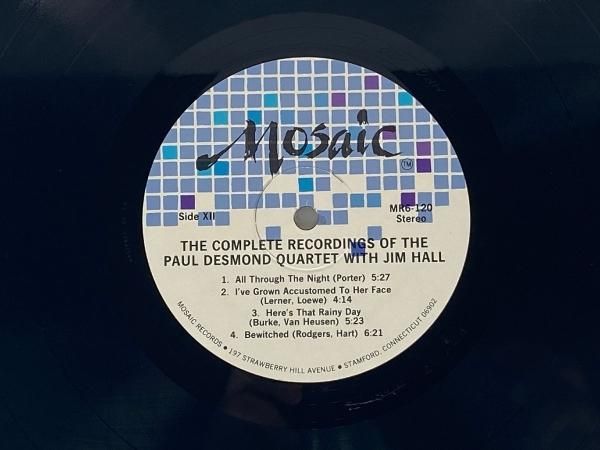 Mosaic
TM
Side XII
MR6-120
Stereo
THE COMPLETE RECORDINGS OF THE
PAUL DESMOND QUARTET WITH JIM HALL
1. All Through The Night (Porter) 5:27
2. I've Grown Accustomed To Her Face
(Lerner, Loewe) 4:14
3. Here's That Rainy Day
(Burke, Van Heusen) 5:23
4. Bewitched (Rodgers, Hart) 6:21
MOSAIC RECORDS • 197 STRAWBERRY HILL AVENUE • STAMFORD, CONNECTICUT 06902